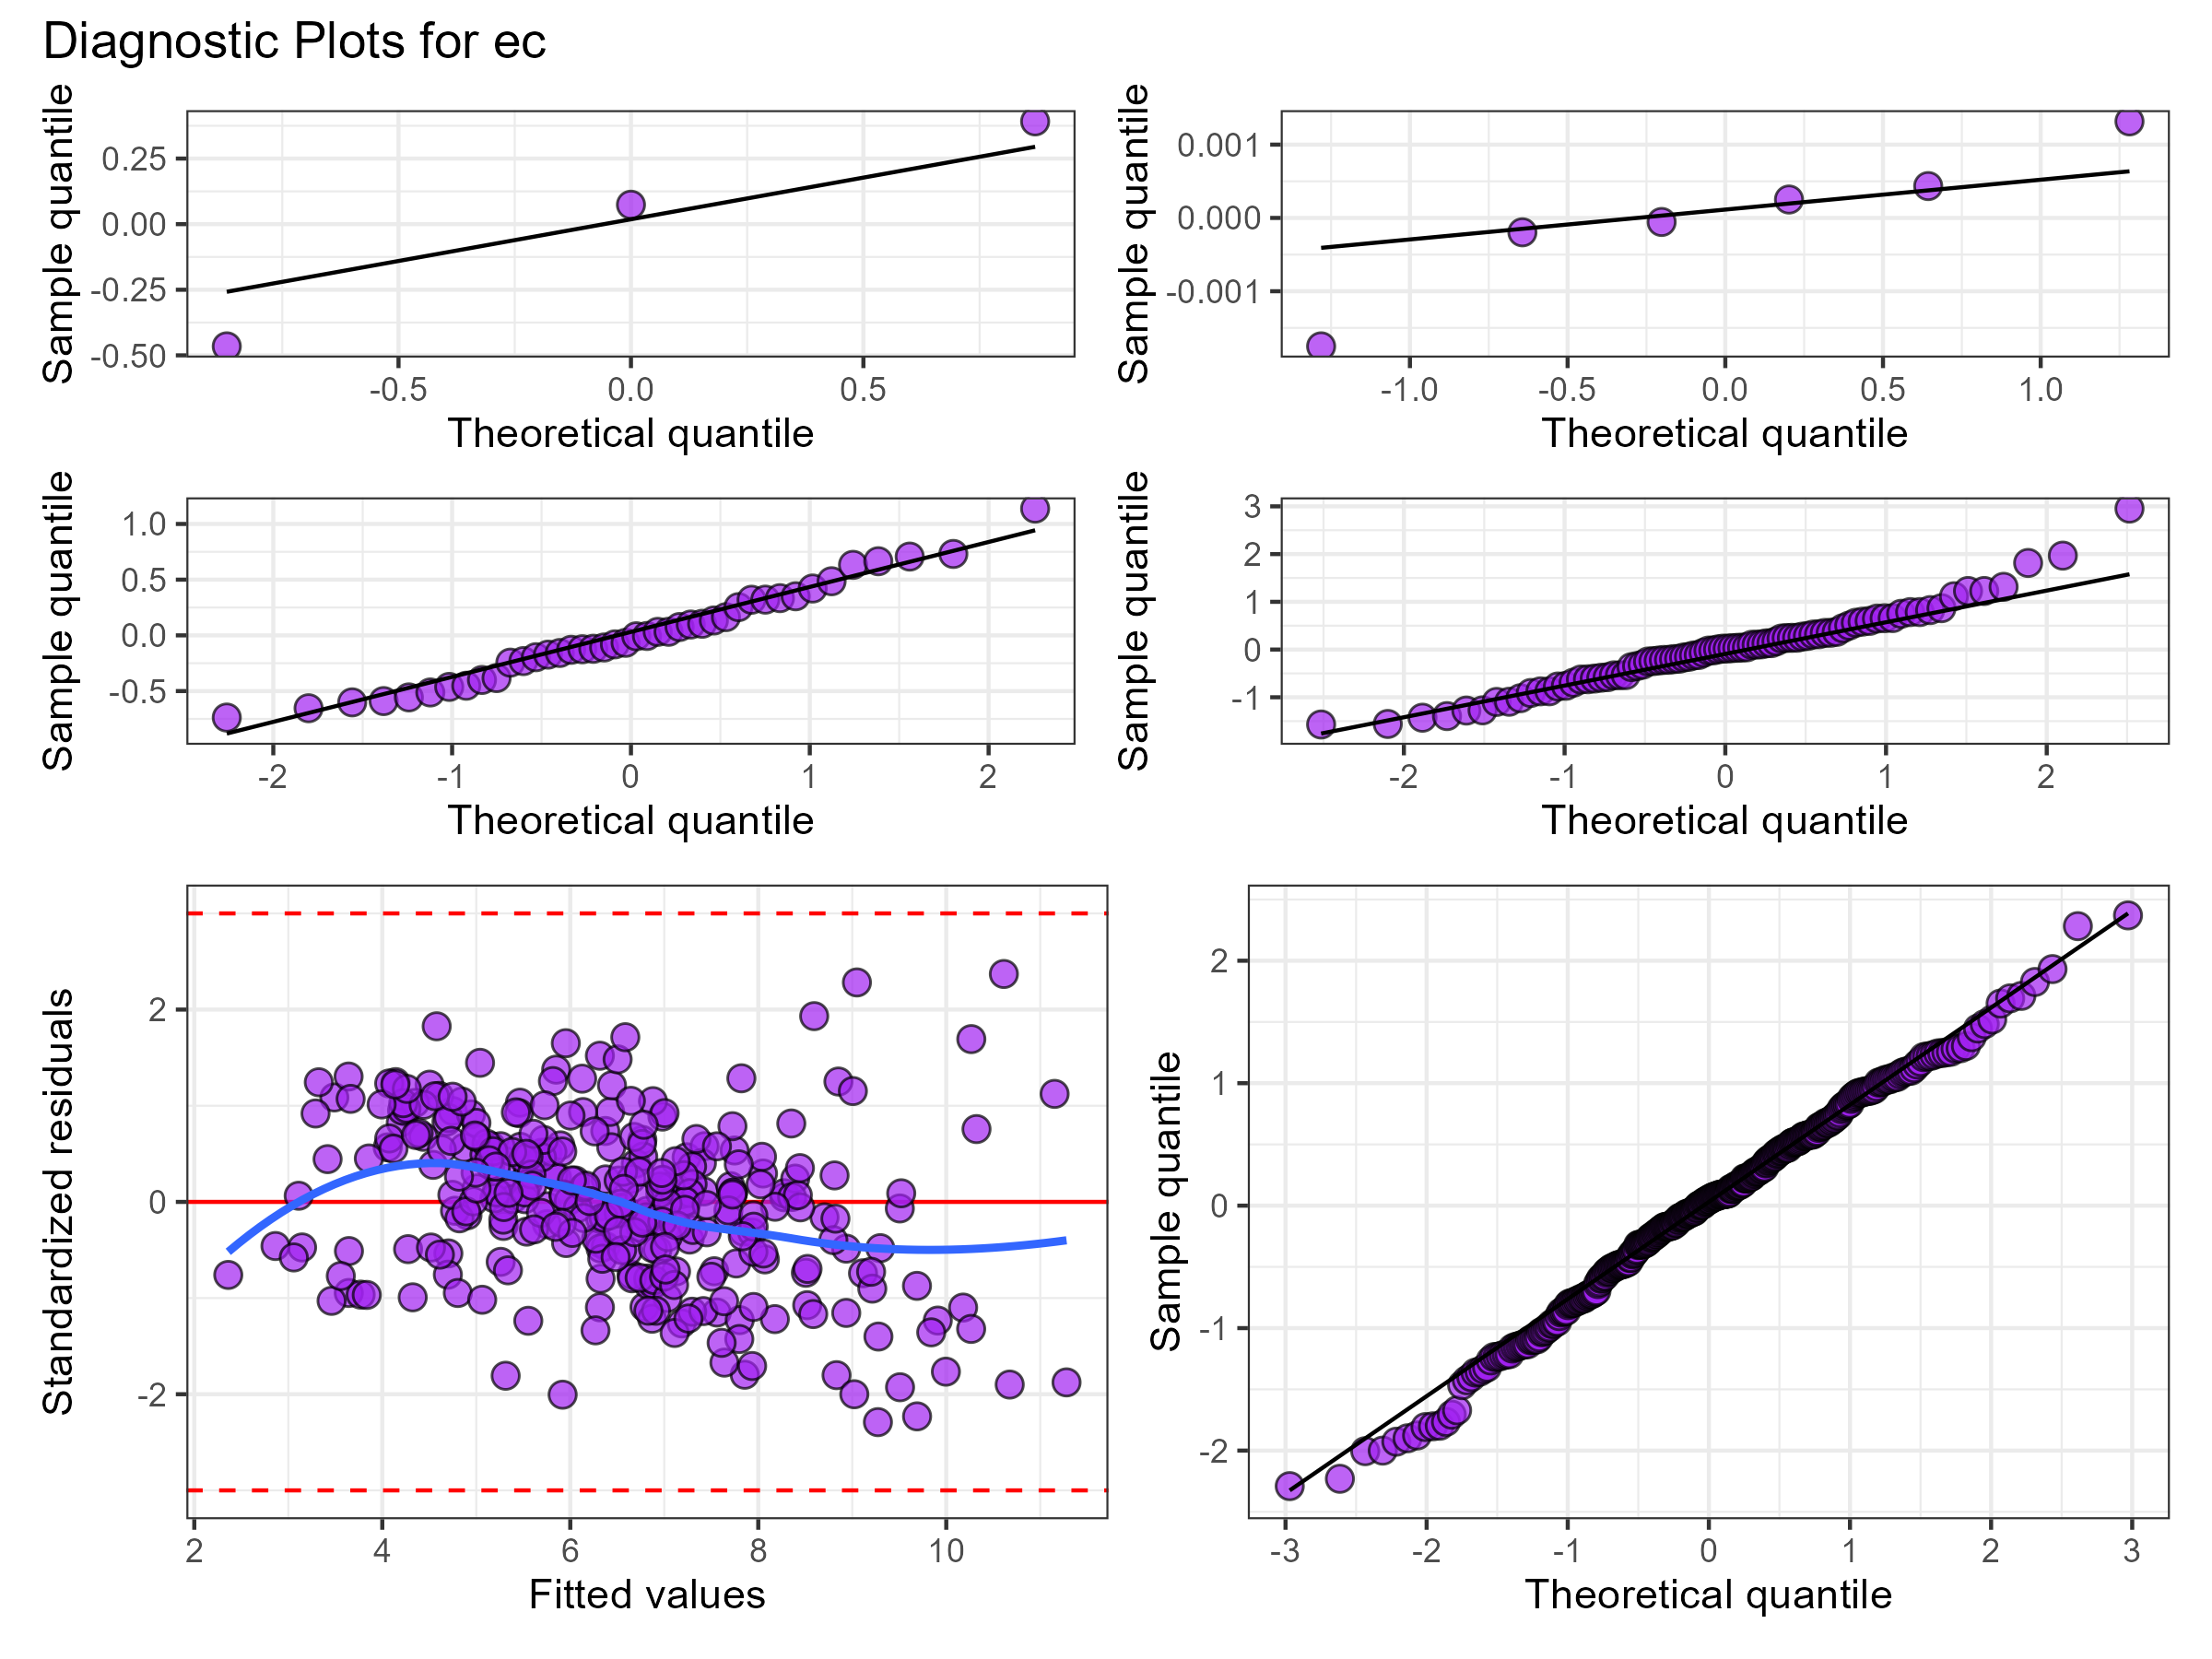 Diagnostic Plots for ec
Sample quantile
0.25
0.00
-0.25
-0.50
-0.5 0.0 0.5
Theoretical quantile
Sample quantile
0.001
0.000
-0.001
-1.0 -0.5 0.0 0.5 1.0
Theoretical quantile
Sample quantile
1.0
0.5
0.0
-0.5
-2 -1 0 1 2
Theoretical quantile
Sample quantile
3
2
1
0
-1
-2 -1 0 1 2
Theoretical quantile
Standardized residuals
2
0
-2
2 4 6 8 10
Fitted values
Sample quantile
2
1
0
-1
-2
-3 -2 -1 0 1 2 3
Theoretical quantile